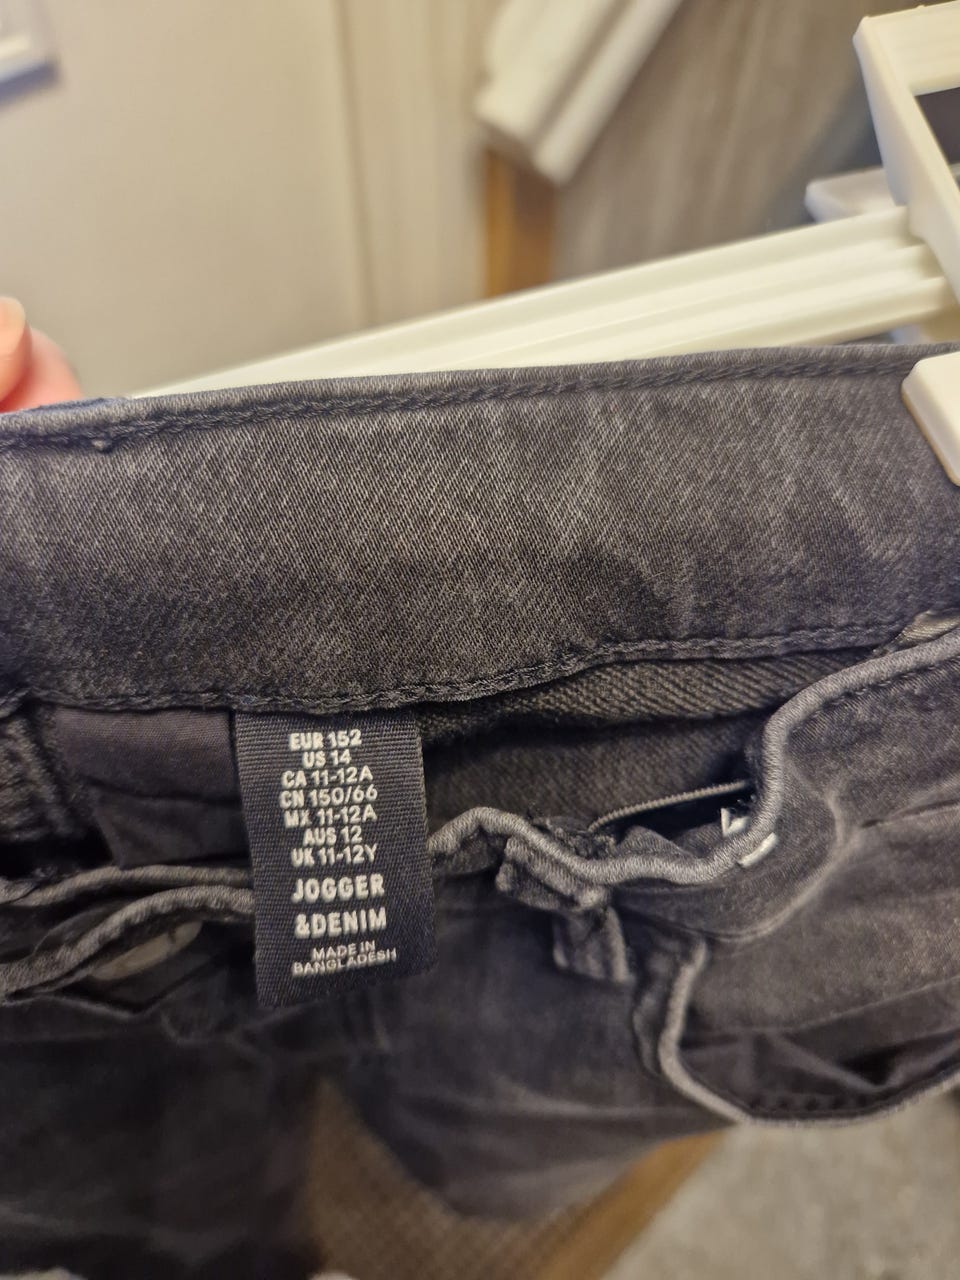 EUR 152
US 14
CA 11-12A
CN 150/66
MX 11-12A
AUS 12
UK 11-12Y
JOGGER
&DENIM
MADE IN
BANGLADESH